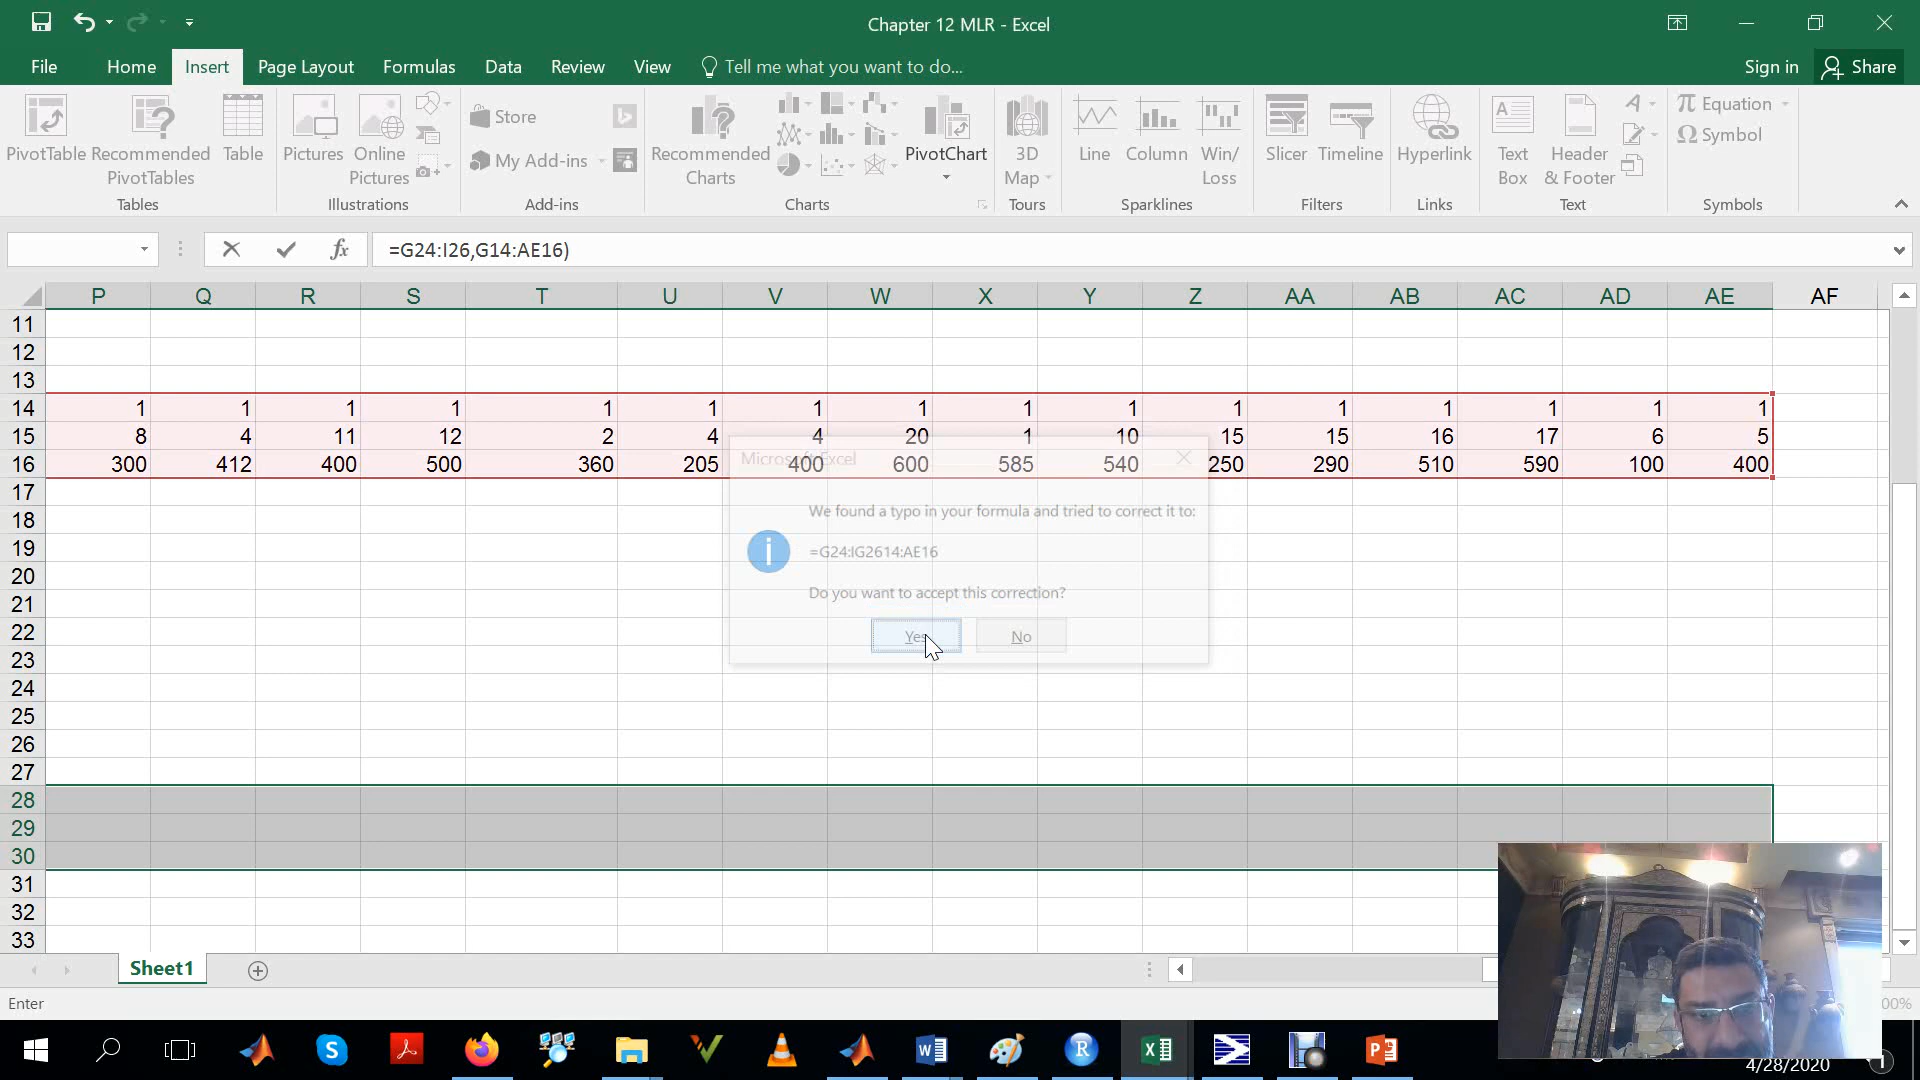 Chapter 12 MLR - Excel
File Home Insert Page Layout Formulas Data Review View Tell me what you want to do... Sign in Share
PivotTable Recommended PivotTables Table
Tables
Pictures Online Pictures
Illustrations
Store
My Add-ins
Add-ins
Recommended Charts
PivotChart
Charts
3D Map
Tours
Line Column Win/ Loss
Sparklines
Slicer Timeline
Filters
Hyperlink
Links
Text Box Header & Footer
Text
Equation
Symbol
Symbols
fx =G24:I26,G14:AE16)
P Q R S T U V W X Y Z AA AB AC AD AE AF
11
12
13
14 1 1 1 1 1 1 1 1 1 1 1 1 1 1 1 1
15 8 4 11 12 2 4 4 20 1 10 15 15 16 17 6 5
16 300 412 400 500 360 205 400 600 585 540 250 290 510 590 100 400
17
18
19
20
21
22
23
24
25
26
27
28
29
30
31
32
33
Microsoft Excel
We found a typo in your formula and tried to correct it to:
=G24:IG2614:AE16
Do you want to accept this correction?
Yes No
Sheet1
Enter
00%
4/28/2020